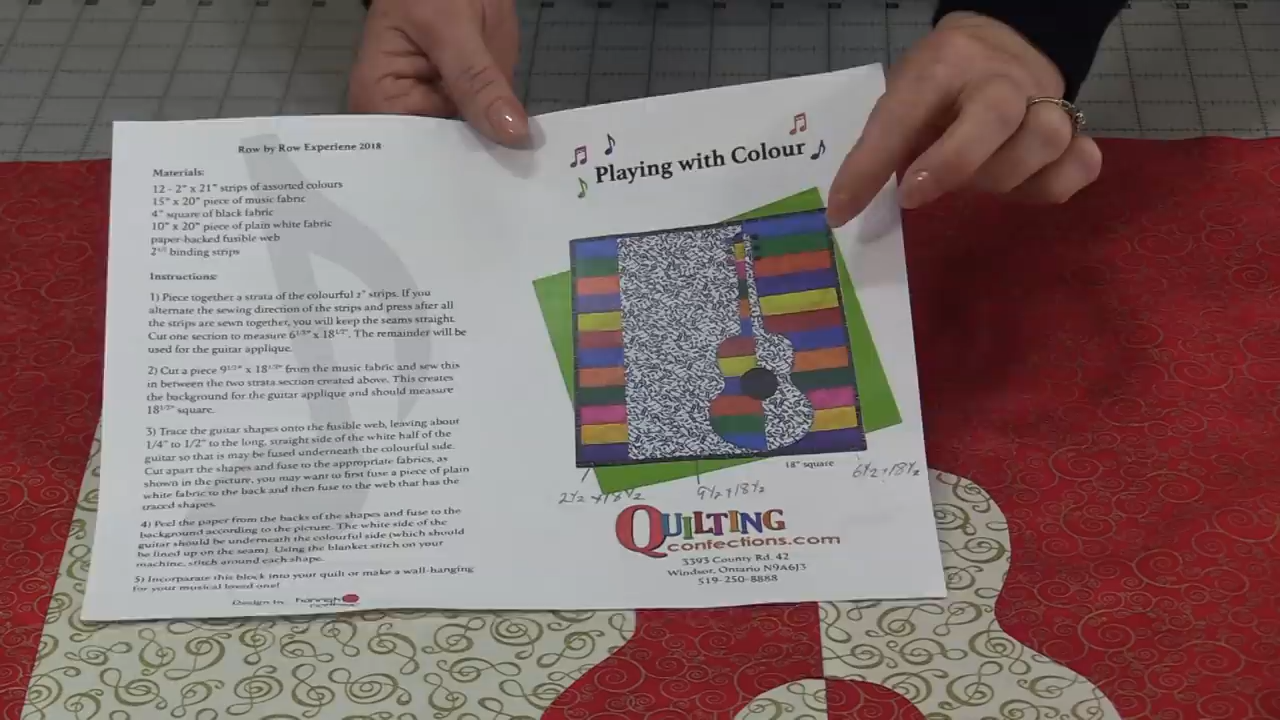 Row by Row Experiene 2018
Materials:
12 - 2" x 21" strips of assorted colours
15" x 20" piece of music fabric
4" square of black fabric
10" x 20" piece of plain white fabric
paper-backed fusible web
2 1/2" binding strips
Instructions:
1) Piece together a strata of the colourful 2" strips. If you
alternate the sewing direction of the strips and press after all
the strips are sewn together, you will keep the seams straight.
Cut one section to measure 6 1/2" x 18 1/2". The remainder will be
used for the guitar applique.
2) Cut a piece 9 1/2" x 18 1/2" from the music fabric and sew this
in between the two strata section created above. This creates
the background for the guitar applique and should measure
18 1/2" square.
3) Trace the guitar shapes onto the fusible web, leaving about
1/4" to 1/2" to the long, straight side of the white half of the
guitar so that is may be fused underneath the colourful side.
Cut apart the shapes and fuse to the appropriate fabrics, as
shown in the picture, you may want to first fuse a piece of plain
white fabric to the back and then fuse to the web that has the
traced shapes.
4) Peel the paper from the backs of the shapes and fuse to the
background according to the picture. The white side of the
guitar should be underneath the colourful side (which should
be lined up on the seam). Using the blanket stitch on your
machine, stitch around each shape.
5) Incorparate this block into your quilt or make a wall-hanging
for your musical loved one!
Design by: hannah
Playing with Colour
18" square
2 1/2 x 18 1/2
9 1/2 x 18 1/2
6 1/2 x 18 1/2
QUILTING
confections.com
3393 County Rd. 42
Windsor, Ontario N9A6J3
519-250-8888